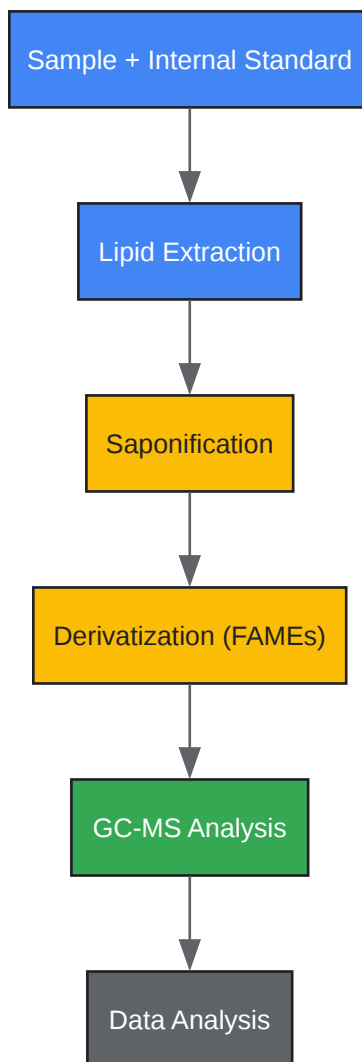 Sample + Internal Standard
Lipid Extraction
Saponification
Derivatization (FAMEs)
GC-MS Analysis
Data Analysis